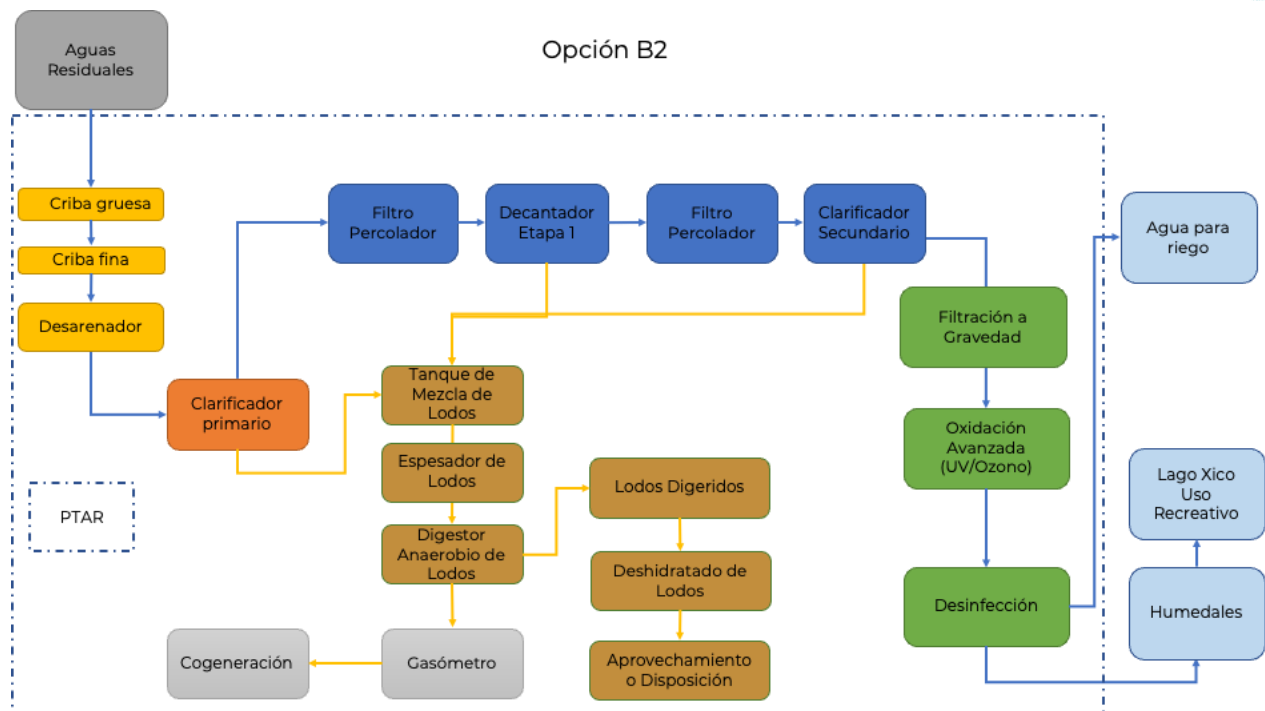 Aguas
Residuales
Opción B2
Criba gruesa
Criba fina
Desarenador
Clarificador
primario
Filtro
Percolador
Decantador
Etapa 1
Filtro
Percolador
Clarificador
Secundario
Agua para
riego
Filtración a
Gravedad
Oxidación
Avanzada
(UV/Ozono)
Desinfección
Tanque de
Mezcla de
Lodos
Espesador de
Lodos
Digestor
Anaerobio de
Lodos
Lodos Digeridos
Deshidratado de
Lodos
Aprovechamiento
o Disposición
Gasómetro
Cogeneración
PTAR
Lago Xico
Uso
Recreativo
Humedales